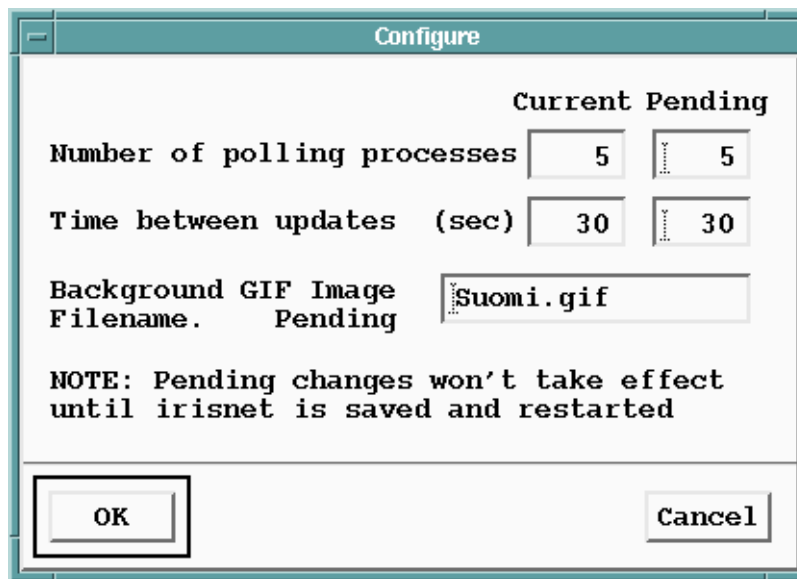 Configure
Current Pending
Number of polling processes 5 5
Time between updates (sec) 30 30
Background GIF Image
Filename. Pending Suomi.gif
NOTE: Pending changes won't take effect
until irisnet is saved and restarted
OK Cancel